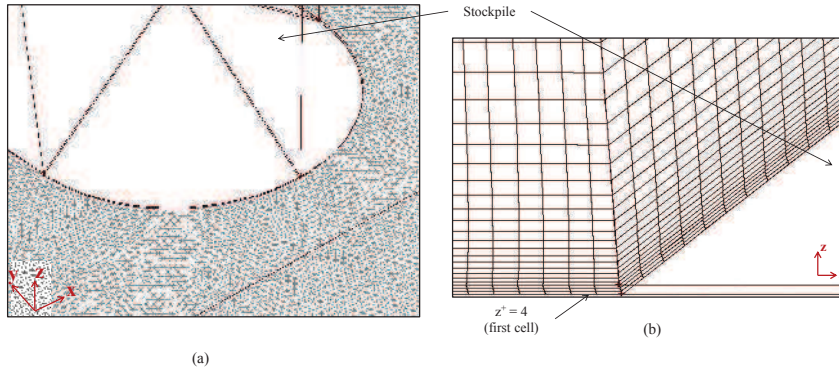 Stockpile
Y
Z
X
z
z+ = 4
(first cell)
(a)
(b)